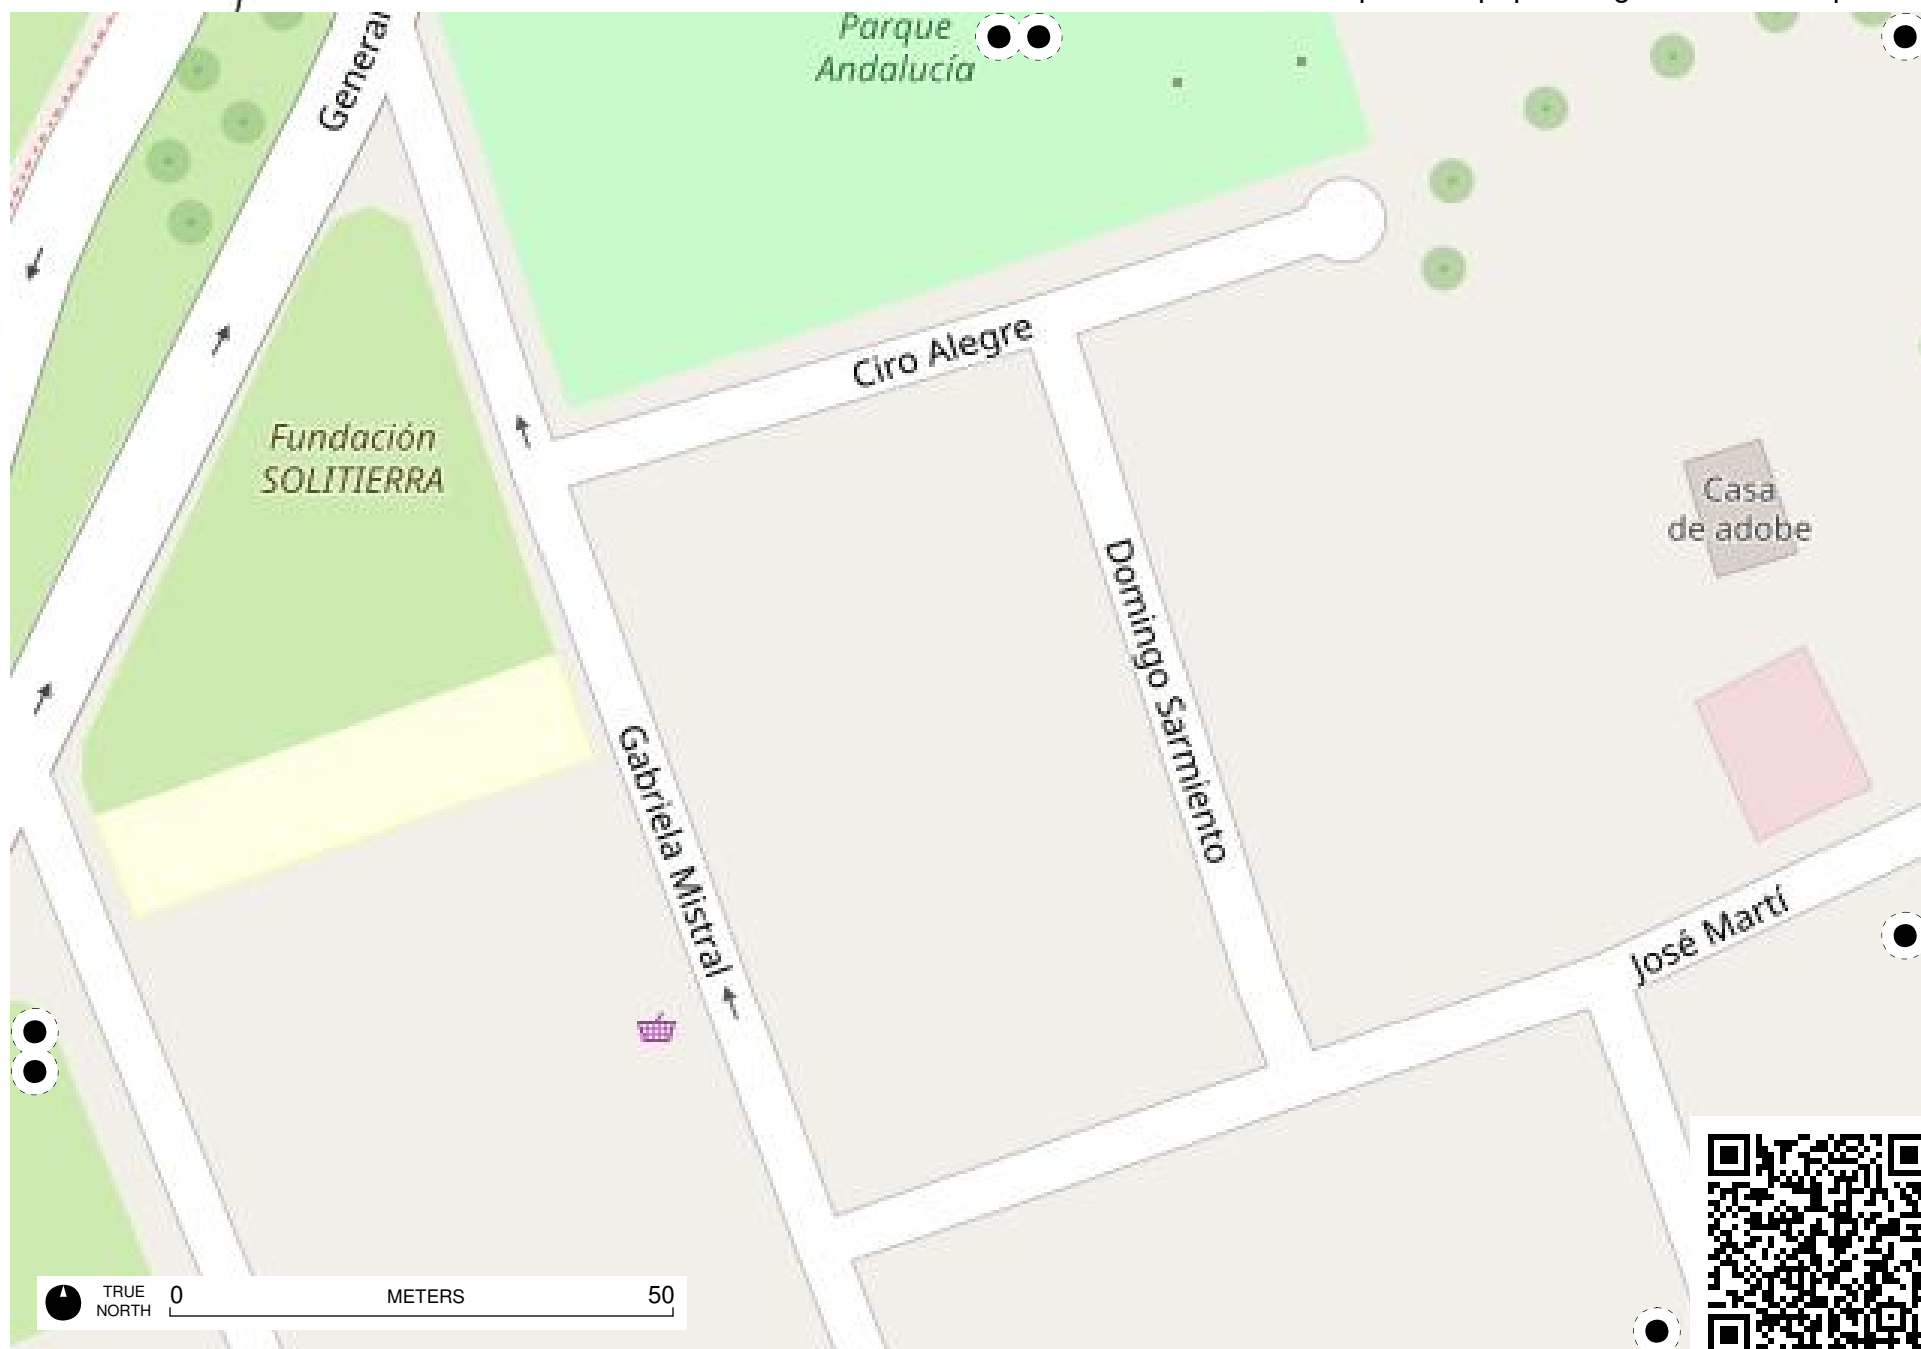 General
Parque
Andalucía
Ciro Alegre
Fundación
SOLITIERRA
Casa
de adobe
Domingo Sarmiento
Gabriela Mistral
José Martí
TRUE
NORTH
0
METERS
50